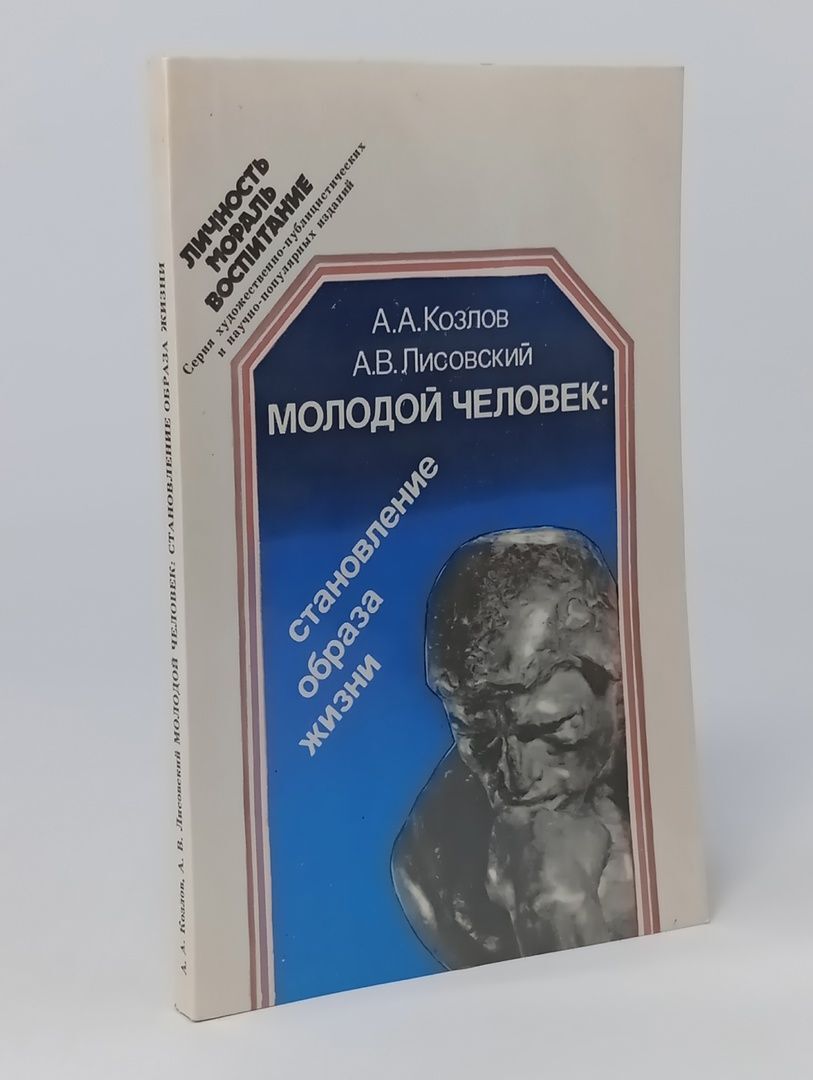 ЛИЧНОСТЬ
МОРАЛЬ
ВОСПИТАНИЕ
Серия художественно-публицистических
и научно-популярных изданий
А.А.Козлов
А.В.Лисовский
МОЛОДОЙ ЧЕЛОВЕК:
становление
образа
жизни
А. А. Козлов, А. В. Лисовский МОЛОДОЙ ЧЕЛОВЕК: СТАНОВЛЕНИЕ ОБРАЗА ЖИЗНИ